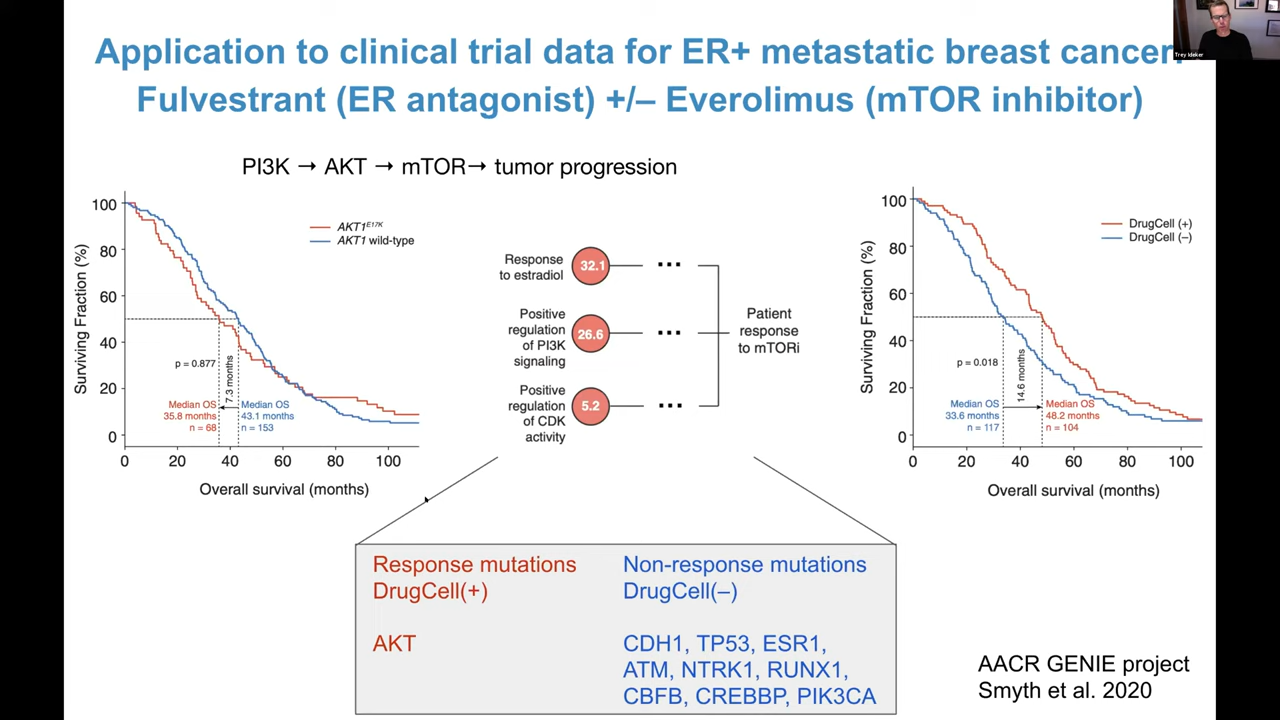 Application to clinical trial data for ER+ metastatic breast cancer:
Fulvestrant (ER antagonist) +/– Everolimus (mTOR inhibitor)
Trey Ideker
PI3K → AKT → mTOR→ tumor progression
Surviving Fraction (%)
100
80
60
40
20
0
AKT1E17K
AKT1 wild-type
p = 0.877
7.3 months
Median OS
35.8 months
n = 68
Median OS
43.1 months
n = 153
0 20 40 60 80 100
Overall survival (months)
Response
to estradiol
32.1
...
Positive
regulation
of PI3K
signaling
26.6
...
Positive
regulation
of CDK
activity
5.2
...
Patient
response
to mTORi
Surviving Fraction (%)
100
80
60
40
20
0
DrugCell (+)
DrugCell (–)
p = 0.018
14.6 months
Median OS
33.6 months
n = 117
Median OS
48.2 months
n = 104
0 20 40 60 80 100
Overall survival (months)
Response mutations
DrugCell(+)
AKT
Non-response mutations
DrugCell(–)
CDH1, TP53, ESR1,
ATM, NTRK1, RUNX1,
CBFB, CREBBP, PIK3CA
AACR GENIE project
Smyth et al. 2020